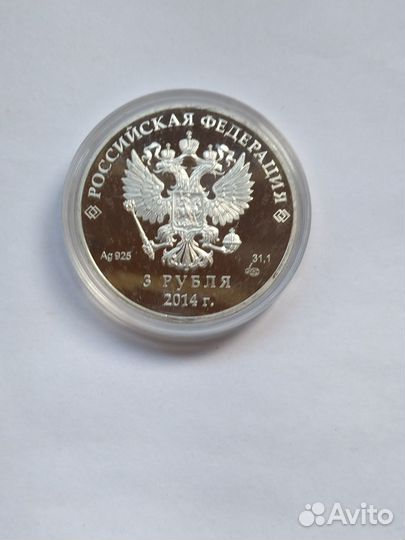 РОССИЙСКАЯ ФЕДЕРАЦИЯ
Ag 925
31.1
3 РУБЛЯ
2014 г.
Avito